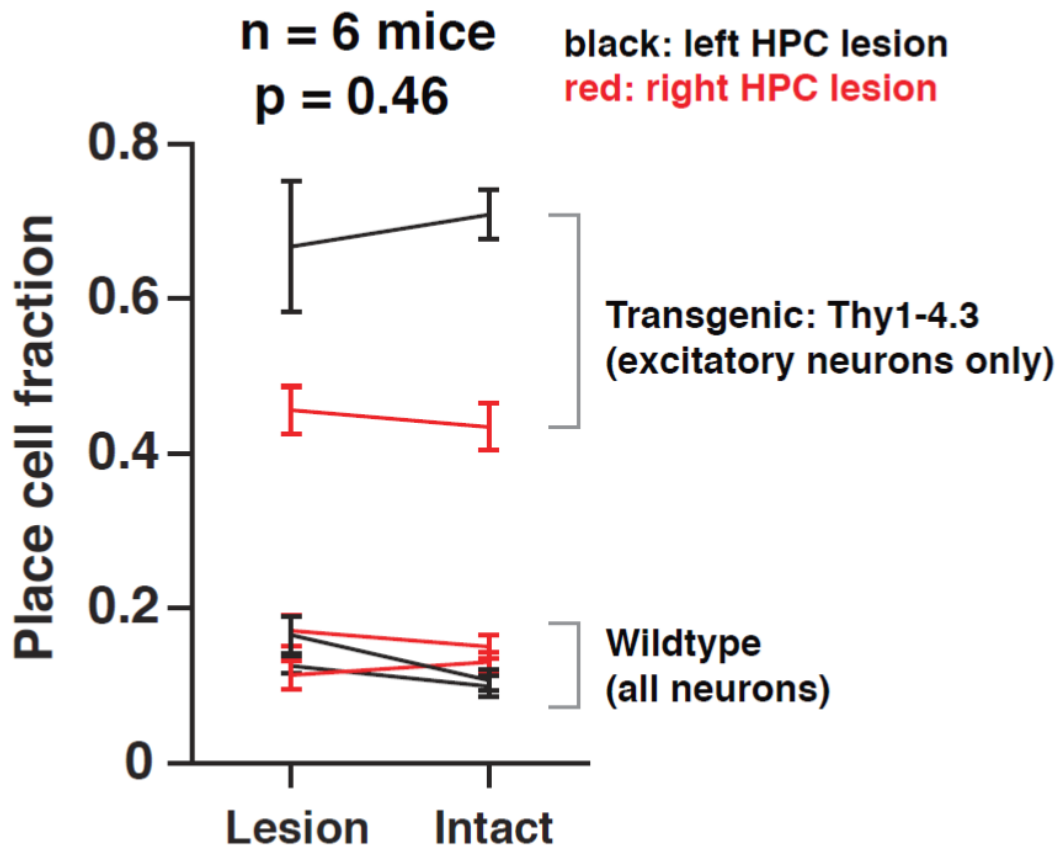 n = 6 mice
p = 0.46
black: left HPC lesion
red: right HPC lesion
Place cell fraction
0.8
0.6
0.4
0.2
0
Transgenic: Thy1-4.3
(excitatory neurons only)
Wildtype
(all neurons)
Lesion
Intact